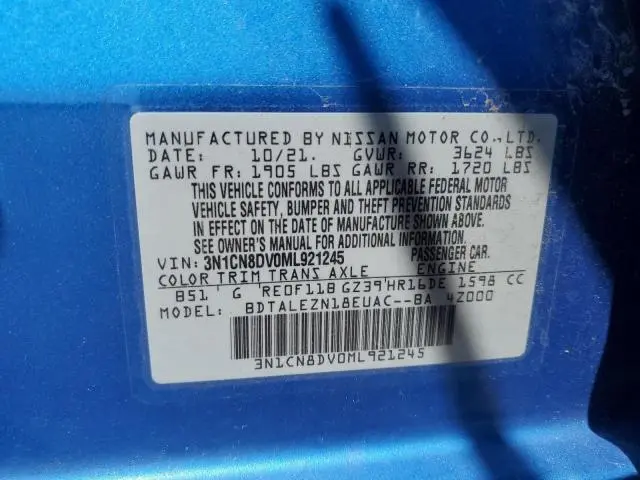 MANUFACTURED BY NISSAN MOTOR CO., LTD.
DATE: 10/21. GVWR: 3624 LBS
GAWR FR: 1905 LBS GAWR RR: 1720 LBS
THIS VEHICLE CONFORMS TO ALL APPLICABLE FEDERAL MOTOR
VEHICLE SAFETY, BUMPER AND THEFT PREVENTION STANDARDS
IN EFFECT ON THE DATE OF MANUFACTURE SHOWN ABOVE.
SEE OWNER'S MANUAL FOR ADDITIONAL INFORMATION.
VIN: 3N1CN8DV0ML921245 PASSENGER CAR.
COLOR TRIM TRANS AXLE ENGINE
B51' G 'RE0F11B GZ39'HR16DE 1598 CC
MODEL: BDTALEZN18EUAC--BA 4Z000
3N1CN8DV0ML921245